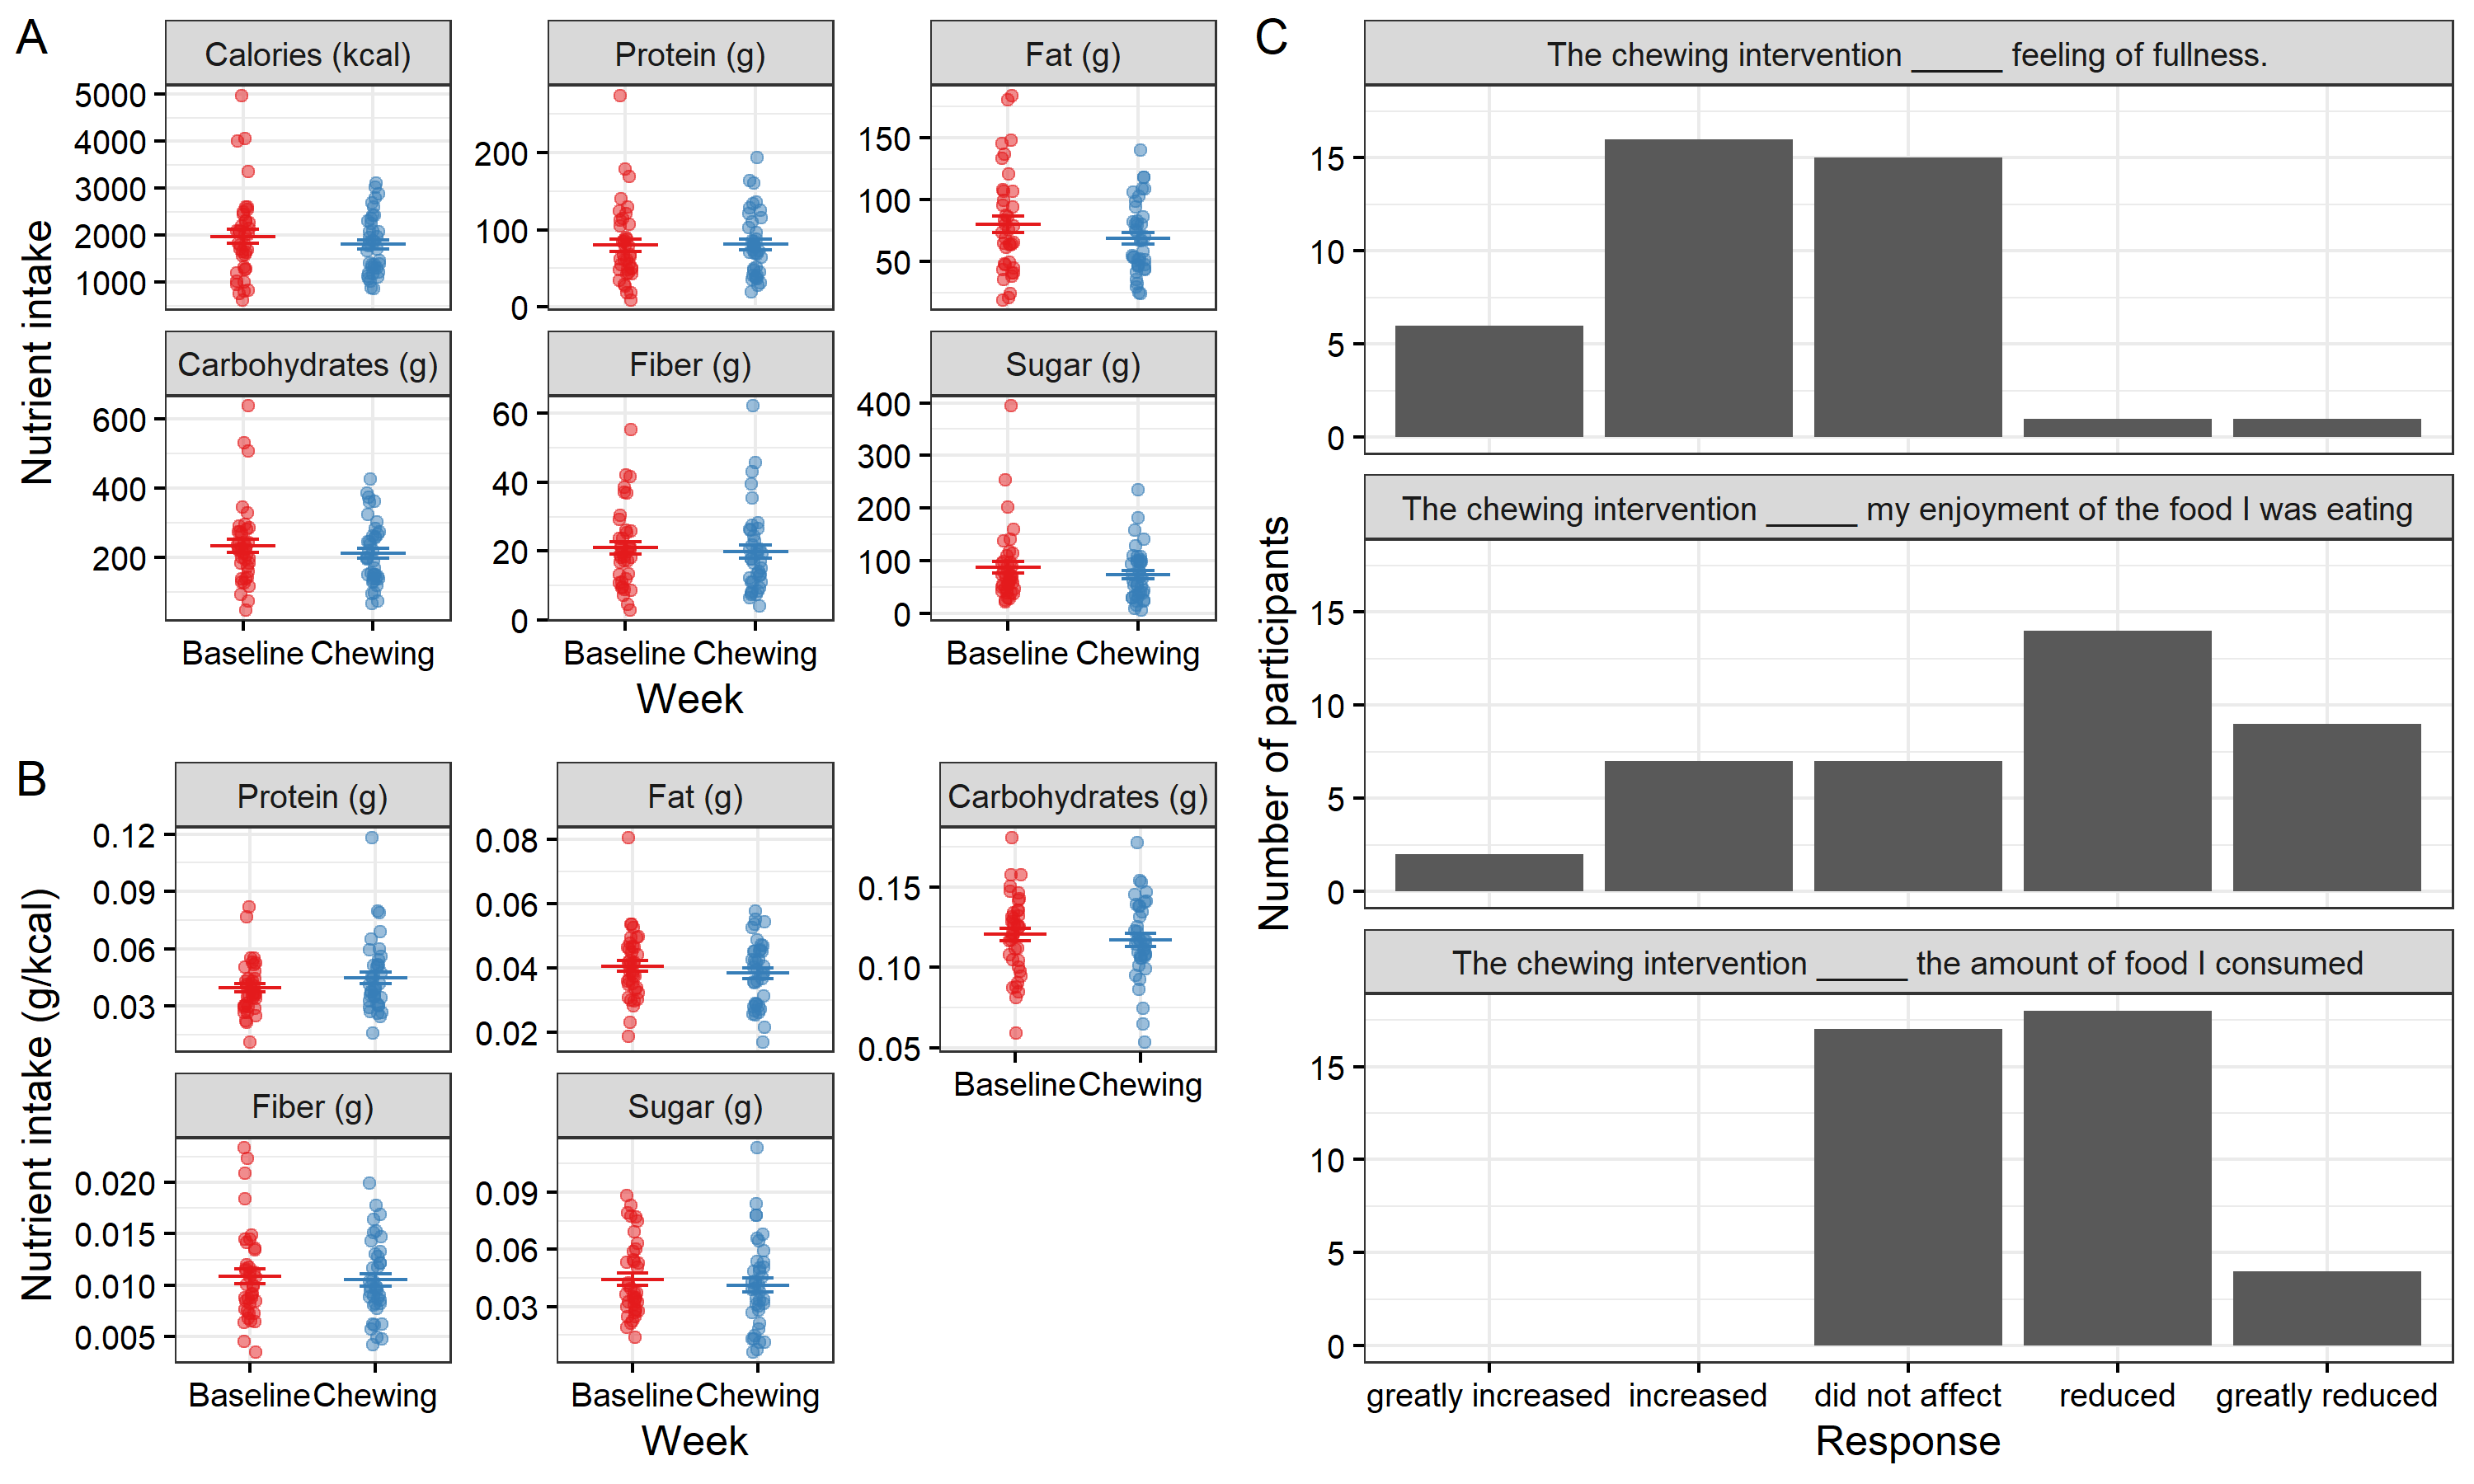 A
Calories (kcal)
Protein (g)
Fat (g)
5000
4000
3000
2000
1000
200
100
0
150
100
50
Nutrient intake
Carbohydrates (g)
Fiber (g)
Sugar (g)
600
400
200
60
40
20
0
400
300
200
100
0
Baseline Chewing
Baseline Chewing
Baseline Chewing
Week
B
Protein (g)
Fat (g)
Carbohydrates (g)
0.12
0.09
0.06
0.03
0.08
0.06
0.04
0.02
0.15
0.10
0.05
Baseline Chewing
Nutrient intake (g/kcal)
Fiber (g)
Sugar (g)
0.020
0.015
0.010
0.005
0.09
0.06
0.03
Baseline Chewing
Baseline Chewing
Week
C
The chewing intervention _____ feeling of fullness.
15
10
5
0
Number of participants
The chewing intervention _____ my enjoyment of the food I was eating
15
10
5
0
The chewing intervention _____ the amount of food I consumed
15
10
5
0
greatly increased increased did not affect reduced greatly reduced
Response